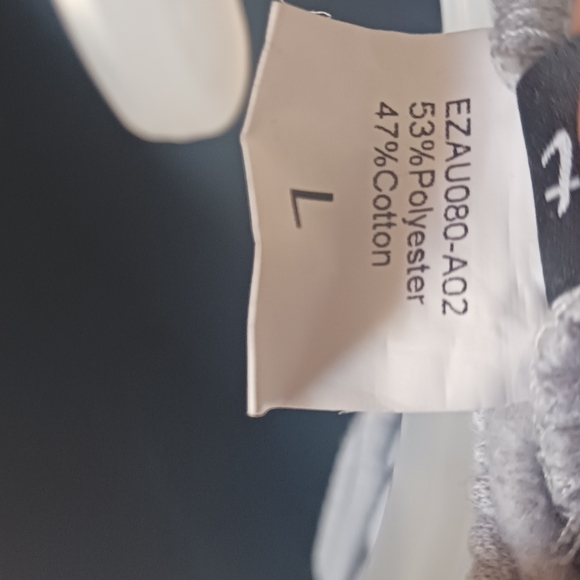 EZAU080-A02
53%Polyester
47%Cotton
L